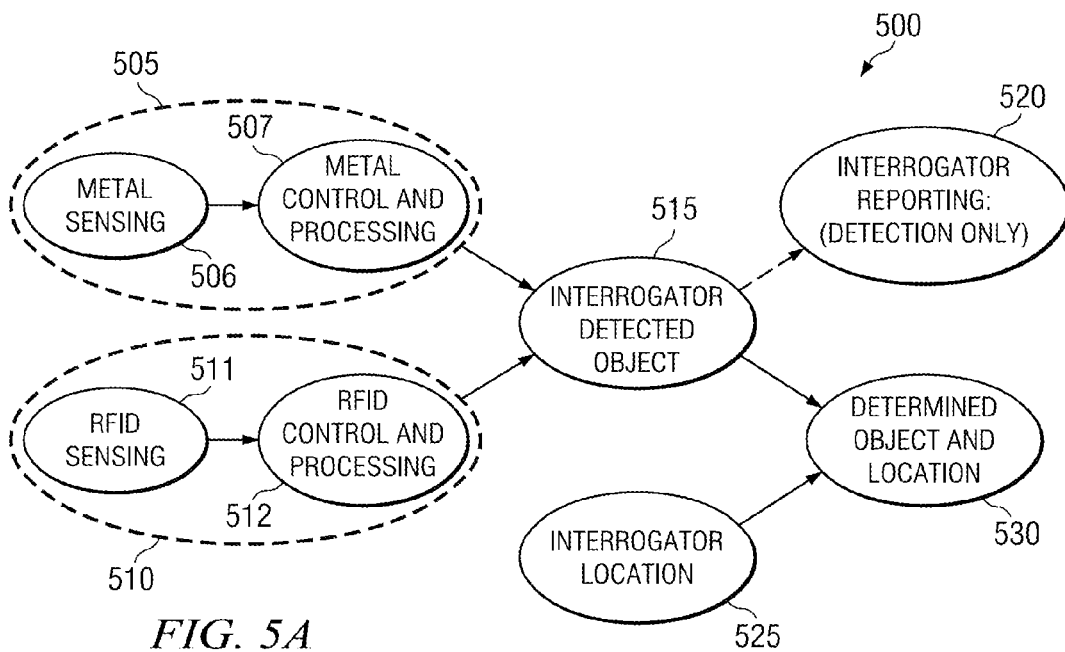 500
505
520
507
METAL
SENSING
METAL
CONTROL AND
PROCESSING
INTERROGATOR
REPORTING:
(DETECTION ONLY)
506
515
INTERROGATOR
DETECTED
OBJECT
511
RFID
SENSING
RFID
CONTROL AND
PROCESSING
DETERMINED
OBJECT AND
LOCATION
512
530
510
INTERROGATOR
LOCATION
525
FIG. 5A